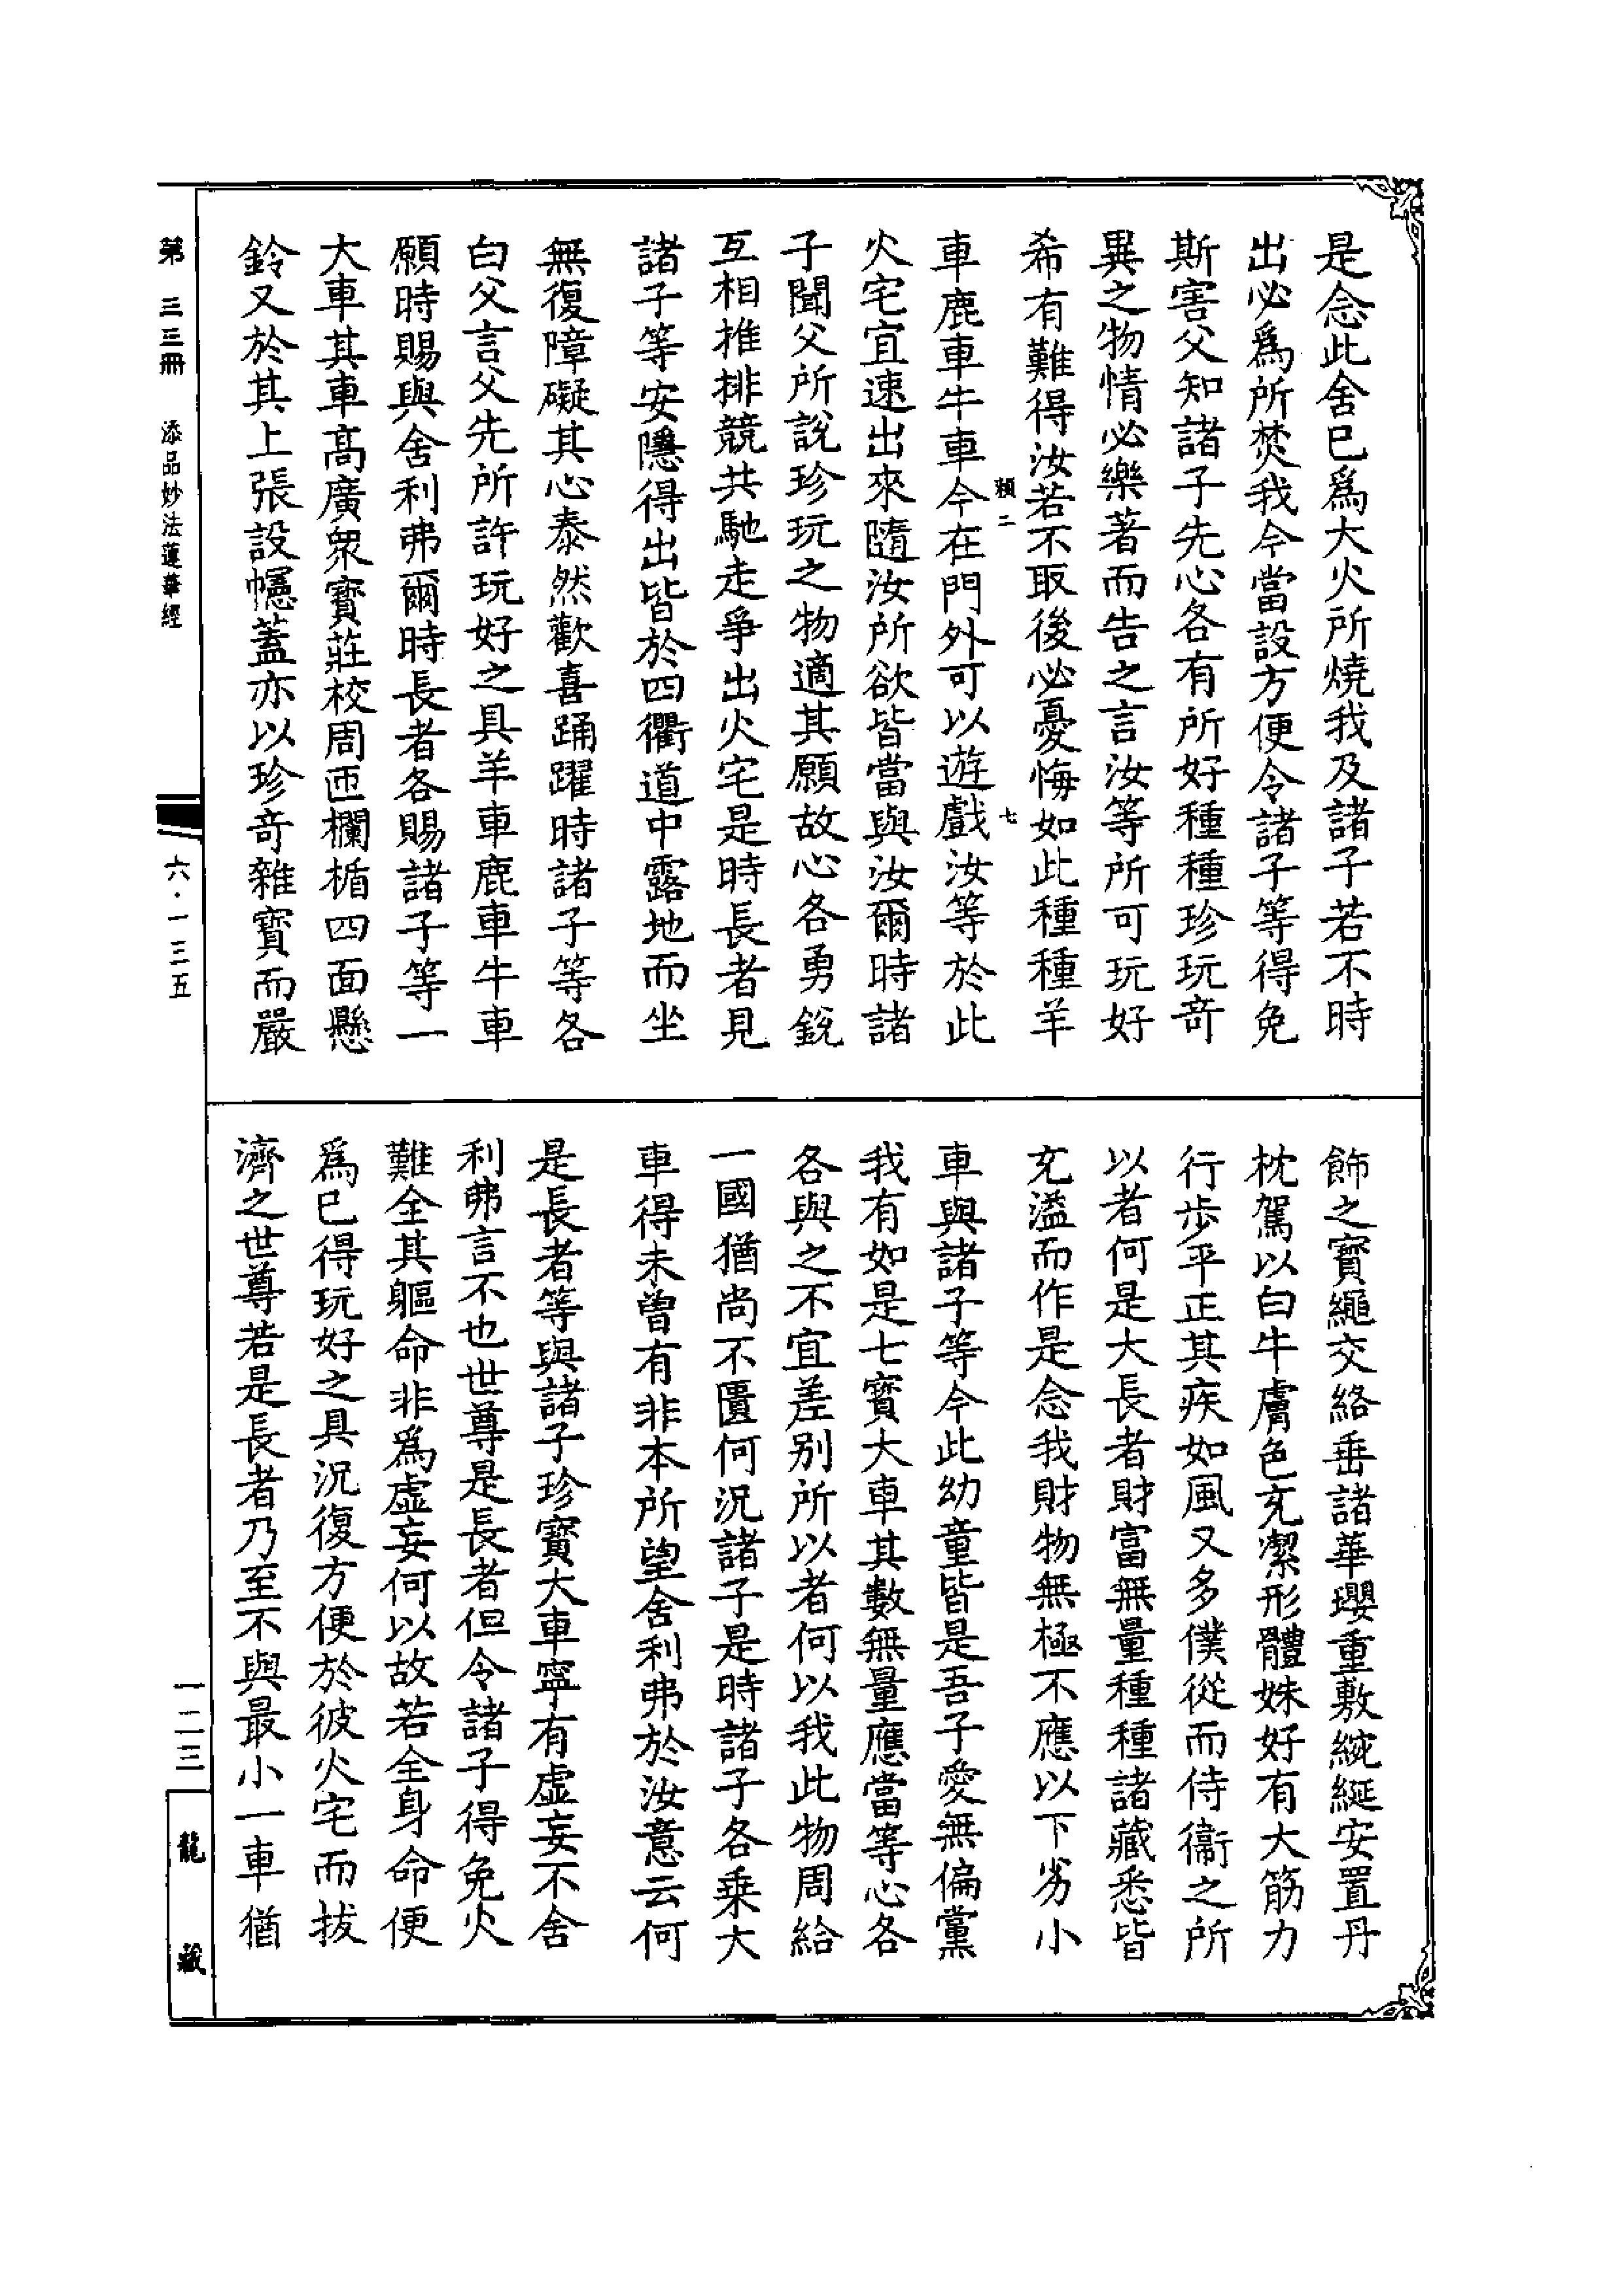 是念此舍已爲大火所燒我及諸子若不時
出必爲所焚我今當設方便令諸子等得免
斯害父知諸子先心各有所好種種珍玩奇
異之物情必樂著而告之言汝等所可玩好
希有難得汝若不取後必憂悔如此種種羊
頼二 七
車鹿車牛車今在門外可以遊戲汝等於此
火宅宜速出來隨汝所欲皆當與汝爾時諸
子聞父所說珍玩之物適其願故心各勇銳
互相推排競共馳走爭出火宅是時長者見
諸子等安隱得出皆於四衢道中露地而坐
無復障礙其心泰然歡喜踊躍時諸子等各
白父言父先所許玩好之具羊車鹿車牛車
願時賜與舍利弗爾時長者各賜諸子等一
大車其車高廣衆寶莊校周匝欄楯四面懸
鈴又於其上張設幰蓋亦以珍奇雜寶而嚴
飾之寶繩交絡垂諸華瓔重敷綩綖安置丹
枕駕以白牛膚色充潔形體姝好有大筋力
行步平正其疾如風又多僕從而侍衞之所
以者何是大長者財富無量種種諸藏悉皆
充溢而作是念我財物無極不應以下劣小
車與諸子等今此幼童皆是吾子愛無偏黨
我有如是七寶大車其數無量應當等心各
各與之不宜差别所以者何以我此物周給
一國猶尚不匱何況諸子是時諸子各乗大
車得未曾有非本所望舍利弗於汝意云何
是長者等與諸子珍寶大車寧有虛妄不舍
利弗言不也世尊是長者但令諸子得免火
難全其軀命非爲虛妄何以故若全身命便
爲已得玩好之具況復方便於彼火宅而拔
濟之世尊若是長者乃至不與最小一車猶
第三三冊 添品妙法蓮華經
六·一三五
一二三
龍藏